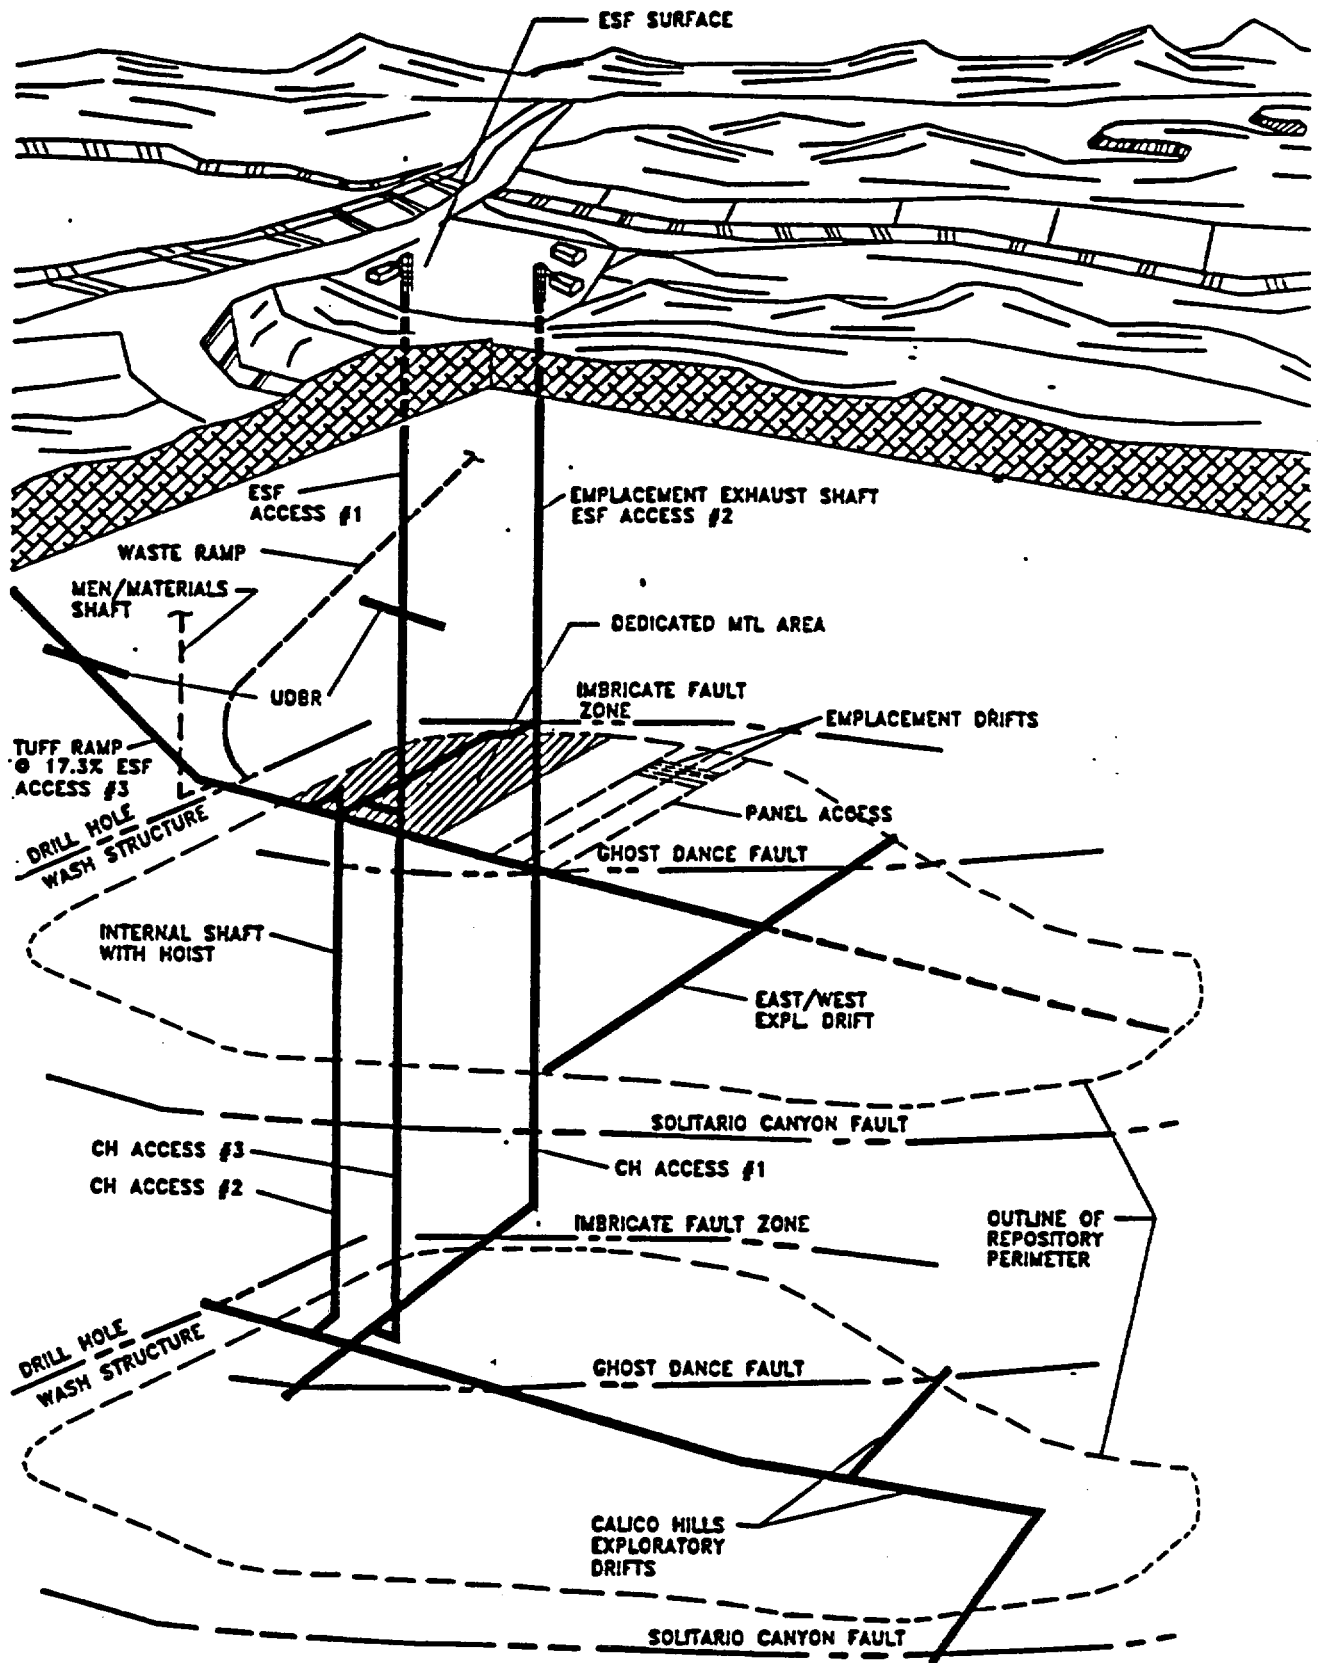 ESF SURFACE
ESF
ACCESS #1
EMPLACEMENT EXHAUST SHAFT
ESF ACCESS #2
WASTE RAMP
MEN/MATERIALS
SHAFT
DEDICATED MTL AREA
UDBR
IMBRICATE FAULT
ZONE
EMPLACEMENT DRIFTS
TUFF RAMP
@ 17.3% ESF
ACCESS #3
PANEL ACCESS
DRILL HOLE
WASH STRUCTURE
GHOST DANCE FAULT
INTERNAL SHAFT
WITH HOIST
EAST/WEST
EXPL. DRIFT
SOLITARIO CANYON FAULT
CH ACCESS #3
CH ACCESS #1
CH ACCESS #2
IMBRICATE FAULT ZONE
OUTLINE OF
REPOSITORY
PERIMETER
DRILL HOLE
WASH STRUCTURE
GHOST DANCE FAULT
CALICO HILLS
EXPLORATORY
DRIFTS
SOLITARIO CANYON FAULT